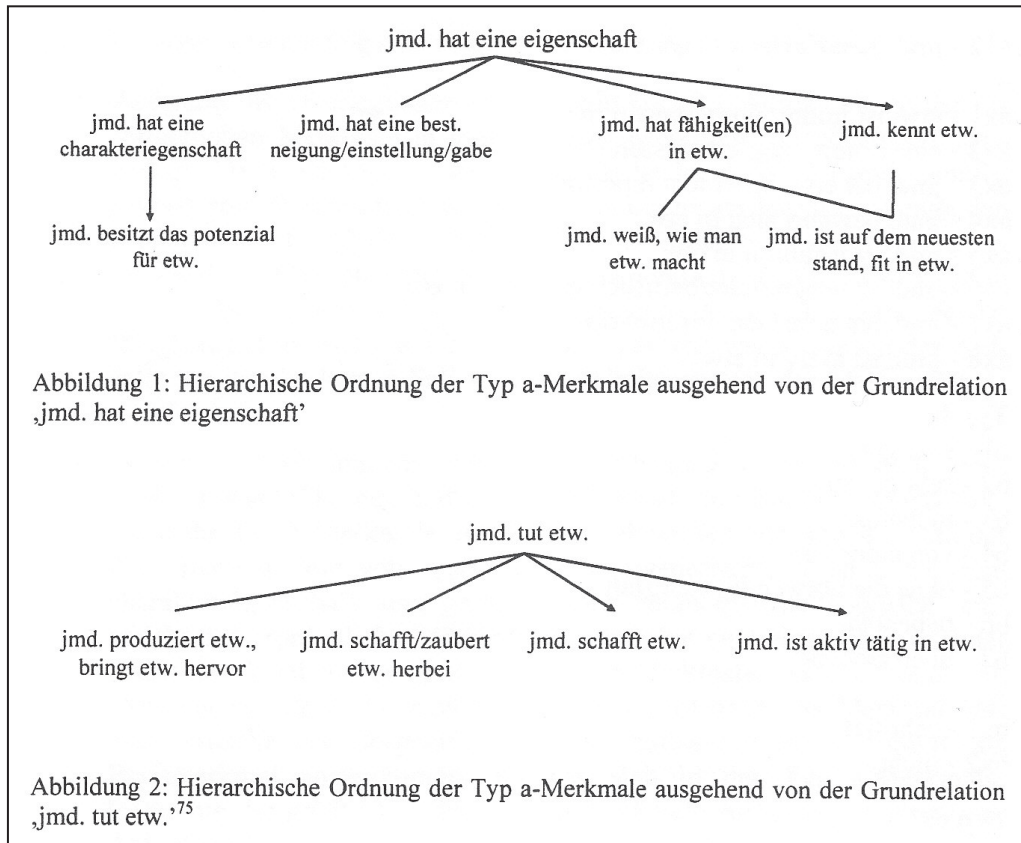 jmd. hat eine eigenschaft
jmd. hat eine
charakteriegenschaft
jmd. hat eine best.
neigung/einstellung/gabe
jmd. hat fähigkeit(en)
in etw.
jmd. kennt etw.
jmd. besitzt das potenzial
für etw.
jmd. weiß, wie man
etw. macht
jmd. ist auf dem neuesten
stand, fit in etw.
Abbildung 1: Hierarchische Ordnung der Typ a-Merkmale ausgehend von der Grundrelation
‚jmd. hat eine eigenschaft’
jmd. tut etw.
jmd. produziert etw.,
bringt etw. hervor
jmd. schafft/zaubert
etw. herbei
jmd. schafft etw.
jmd. ist aktiv tätig in etw.
Abbildung 2: Hierarchische Ordnung der Typ a-Merkmale ausgehend von der Grundrelation
‚jmd. tut etw.’75